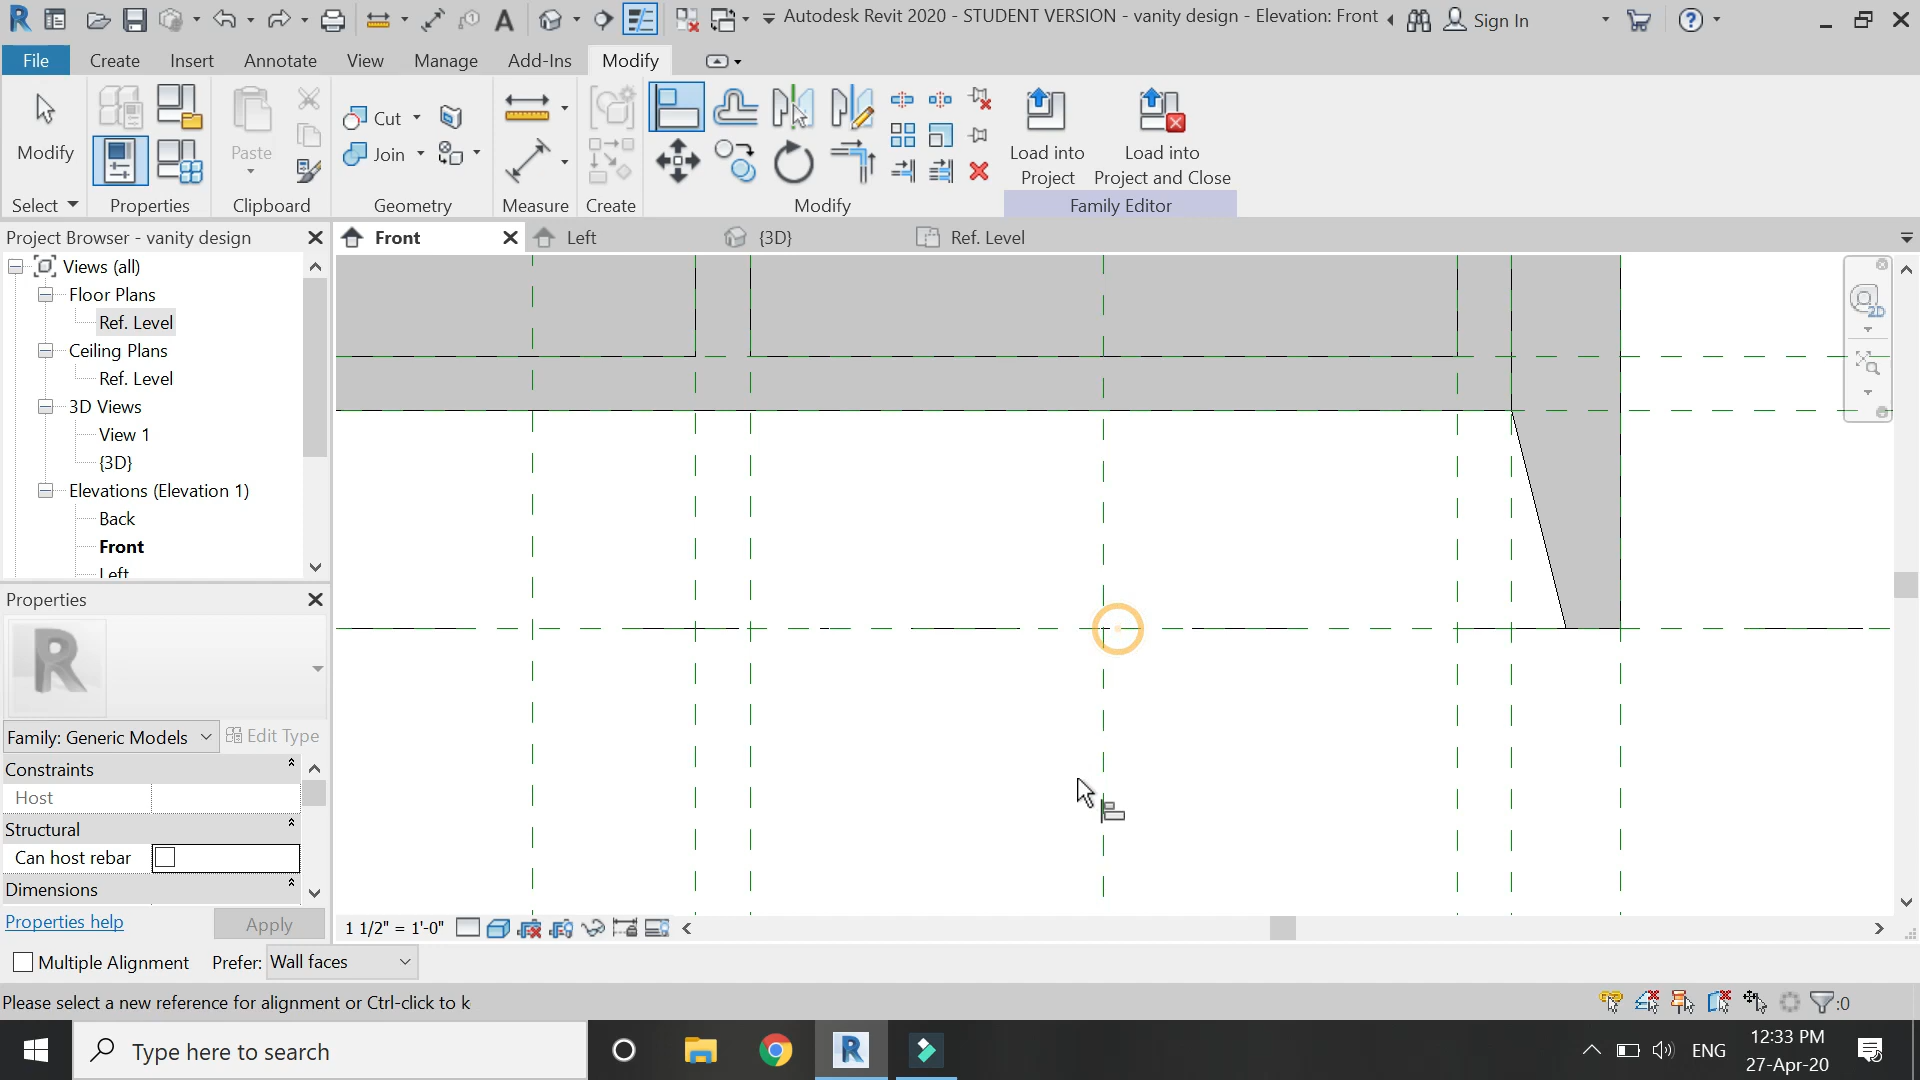 Autodesk Revit 2020 - STUDENT VERSION - vanity design - Elevation: Front
Sign In
File Create Insert Annotate View Manage Add-Ins Modify
Modify
Paste
Cut
Join
Load into Project
Load into Project and Close
Select Properties Clipboard Geometry Measure Create Modify Family Editor
Project Browser - vanity design
Front Left {3D} Ref. Level
Views (all)
Floor Plans
Ref. Level
Ceiling Plans
Ref. Level
3D Views
View 1
{3D}
Elevations (Elevation 1)
Back
Front
Left
2D
Properties
Family: Generic Models Edit Type
Constraints
Host
Structural
Can host rebar
Dimensions
Properties help Apply
1 1/2" = 1'-0"
Multiple Alignment Prefer: Wall faces
Please select a new reference for alignment or Ctrl-click to k
:0
Type here to search
ENG
12:33 PM
27-Apr-20